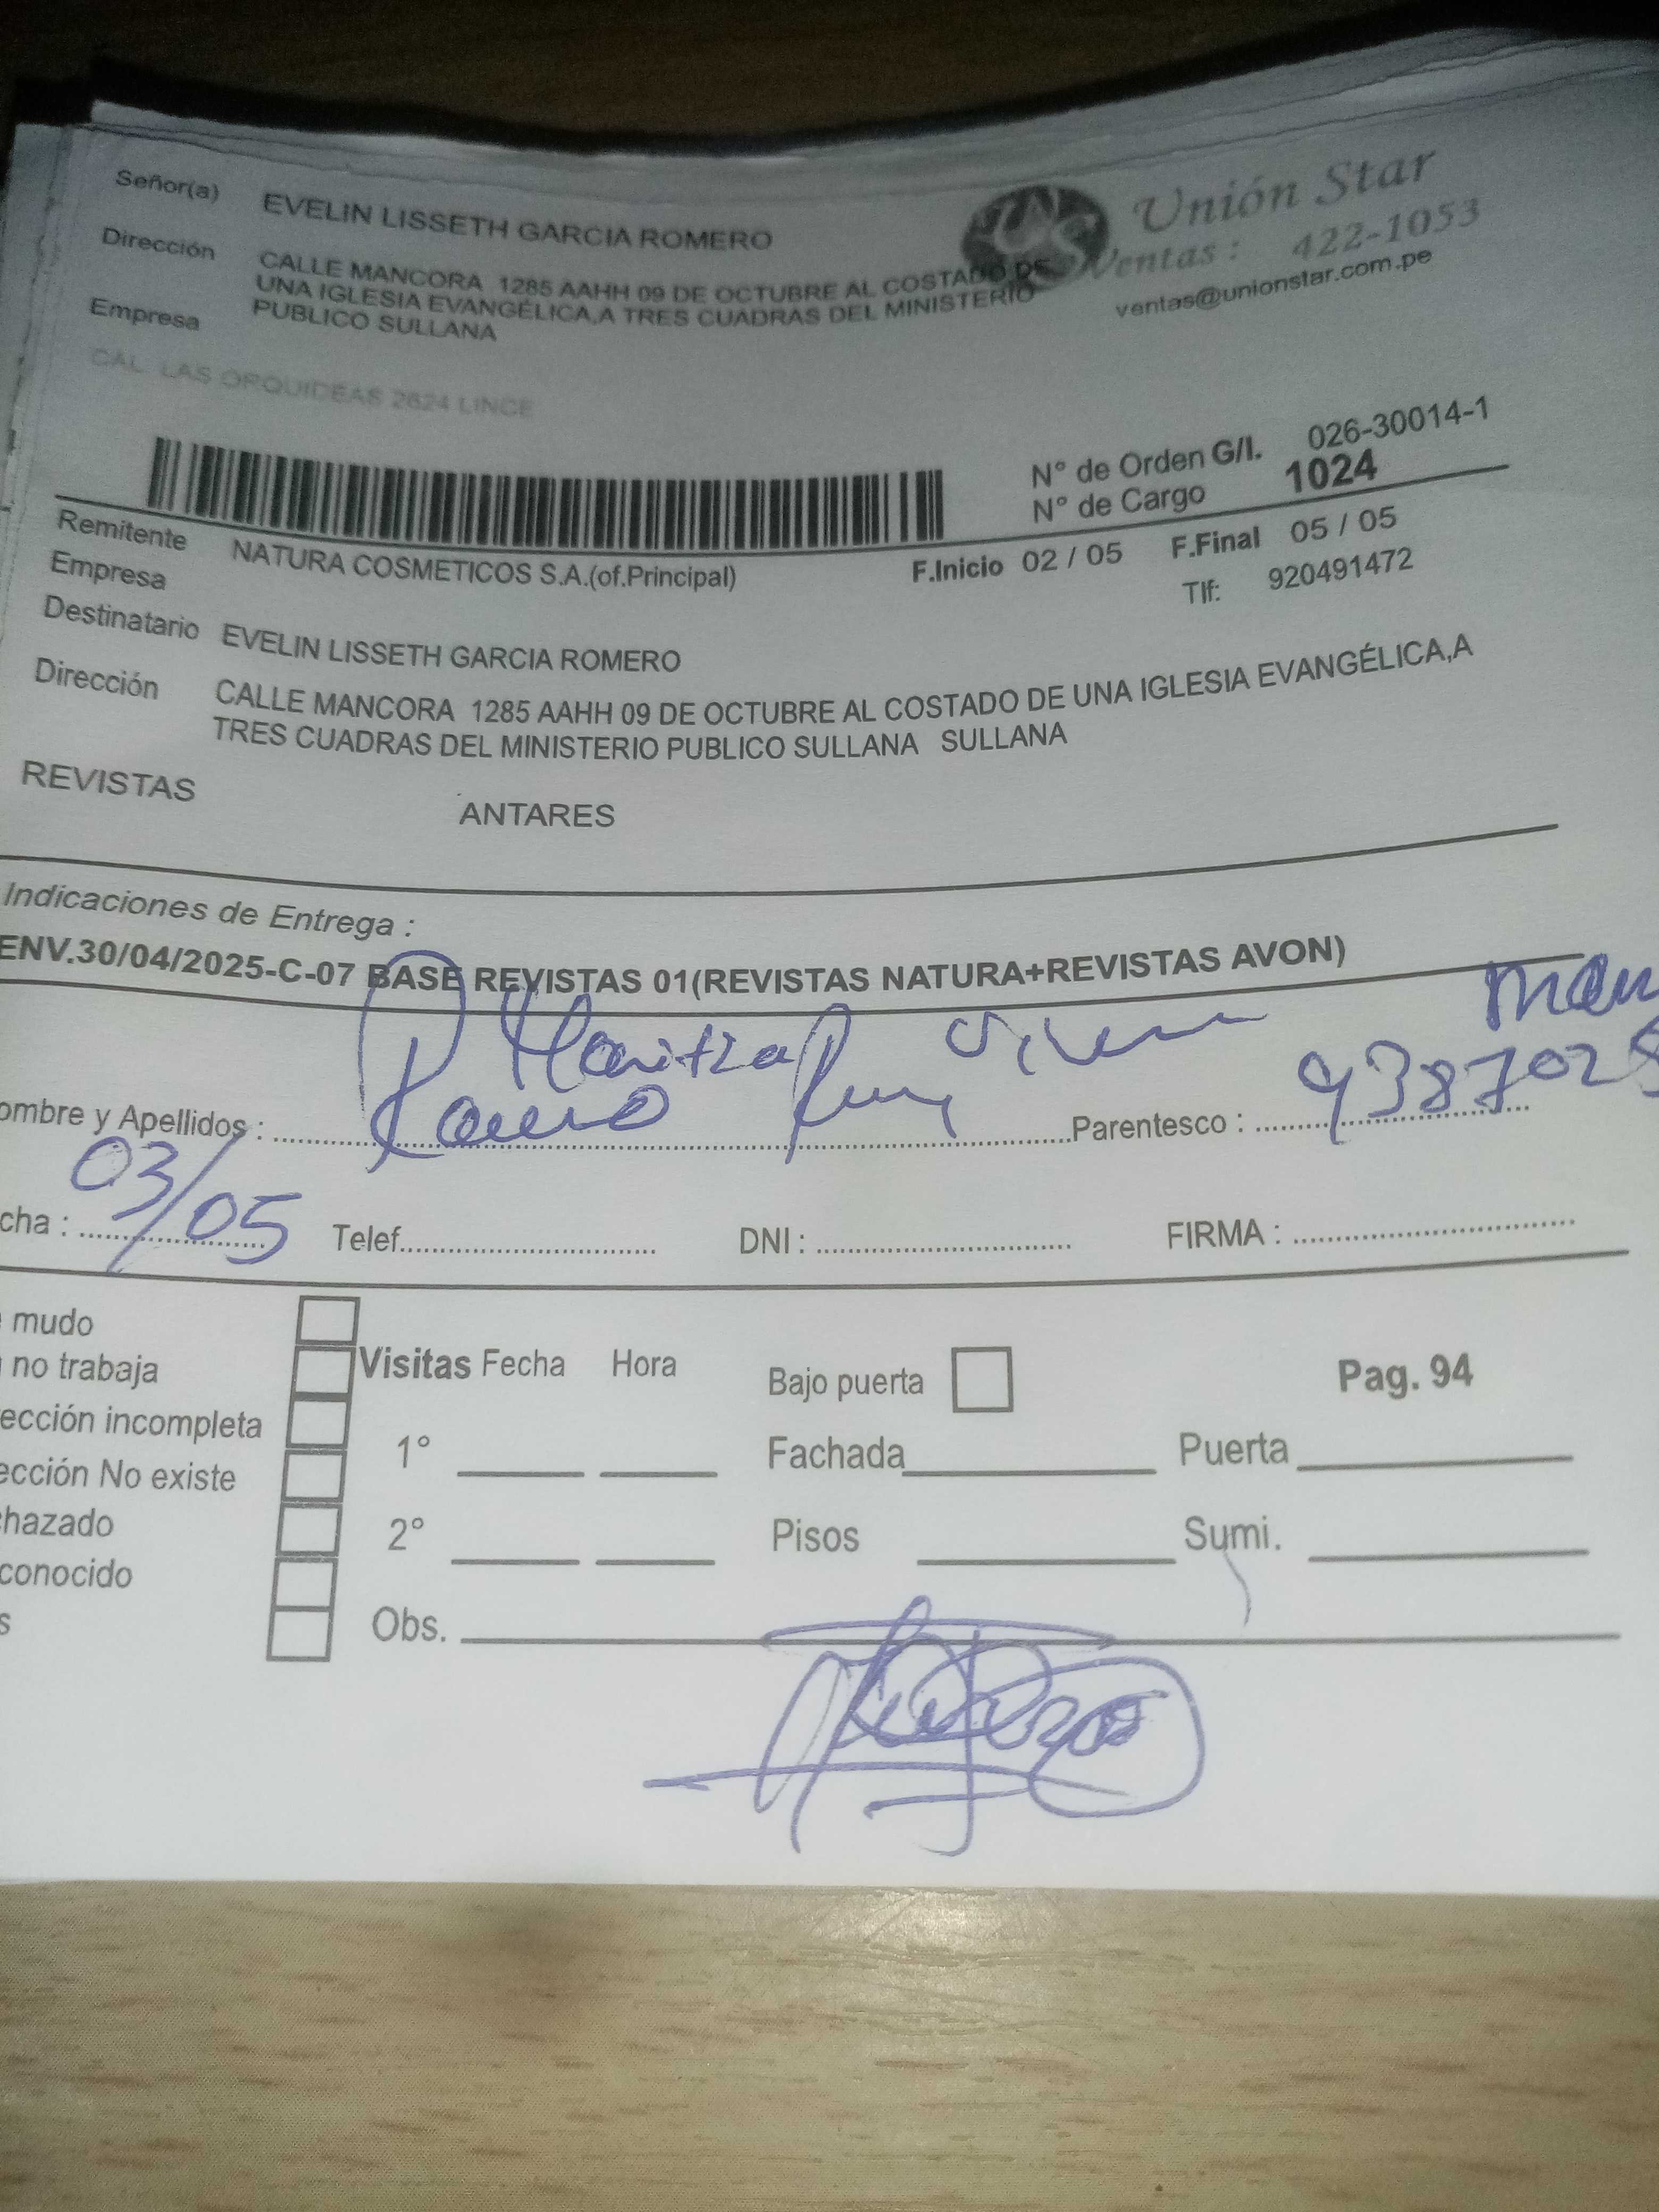 Señor(a) EVELIN LISSETH GARCIA ROMERO
Unión Star
Ventas : 422-1053
ventas@unionstar.com.pe
Dirección CALLE MANCORA 1285 AAHH 09 DE OCTUBRE AL COSTADO DE
UNA IGLESIA EVANGÉLICA,A TRES CUADRAS DEL MINISTERIO
PUBLICO SULLANA
Empresa
CAL. LAS ORQUIDEAS 2624 LINCE
N° de Orden G/I. 026-30014-1
N° de Cargo 1024
Remitente NATURA COSMETICOS S.A.(of.Principal) F.Inicio 02 / 05 F.Final 05 / 05
Empresa Tlf: 920491472
Destinatario EVELIN LISSETH GARCIA ROMERO
Dirección CALLE MANCORA 1285 AAHH 09 DE OCTUBRE AL COSTADO DE UNA IGLESIA EVANGÉLICA,A
TRES CUADRAS DEL MINISTERIO PUBLICO SULLANA SULLANA
REVISTAS ANTARES
Indicaciones de Entrega :
ENV.30/04/2025-C-07 BASE REVISTAS 01(REVISTAS NATURA+REVISTAS AVON)
Maritza
ombre y Apellidos : Parentesco : 9387025
cha : 03/05 Telef. DNI : FIRMA :
mudo
no trabaja Visitas Fecha Hora Bajo puerta Pag. 94
ección incompleta 1° Fachada Puerta
ección No existe
hazado 2° Pisos Sumi.
conocido
s Obs.